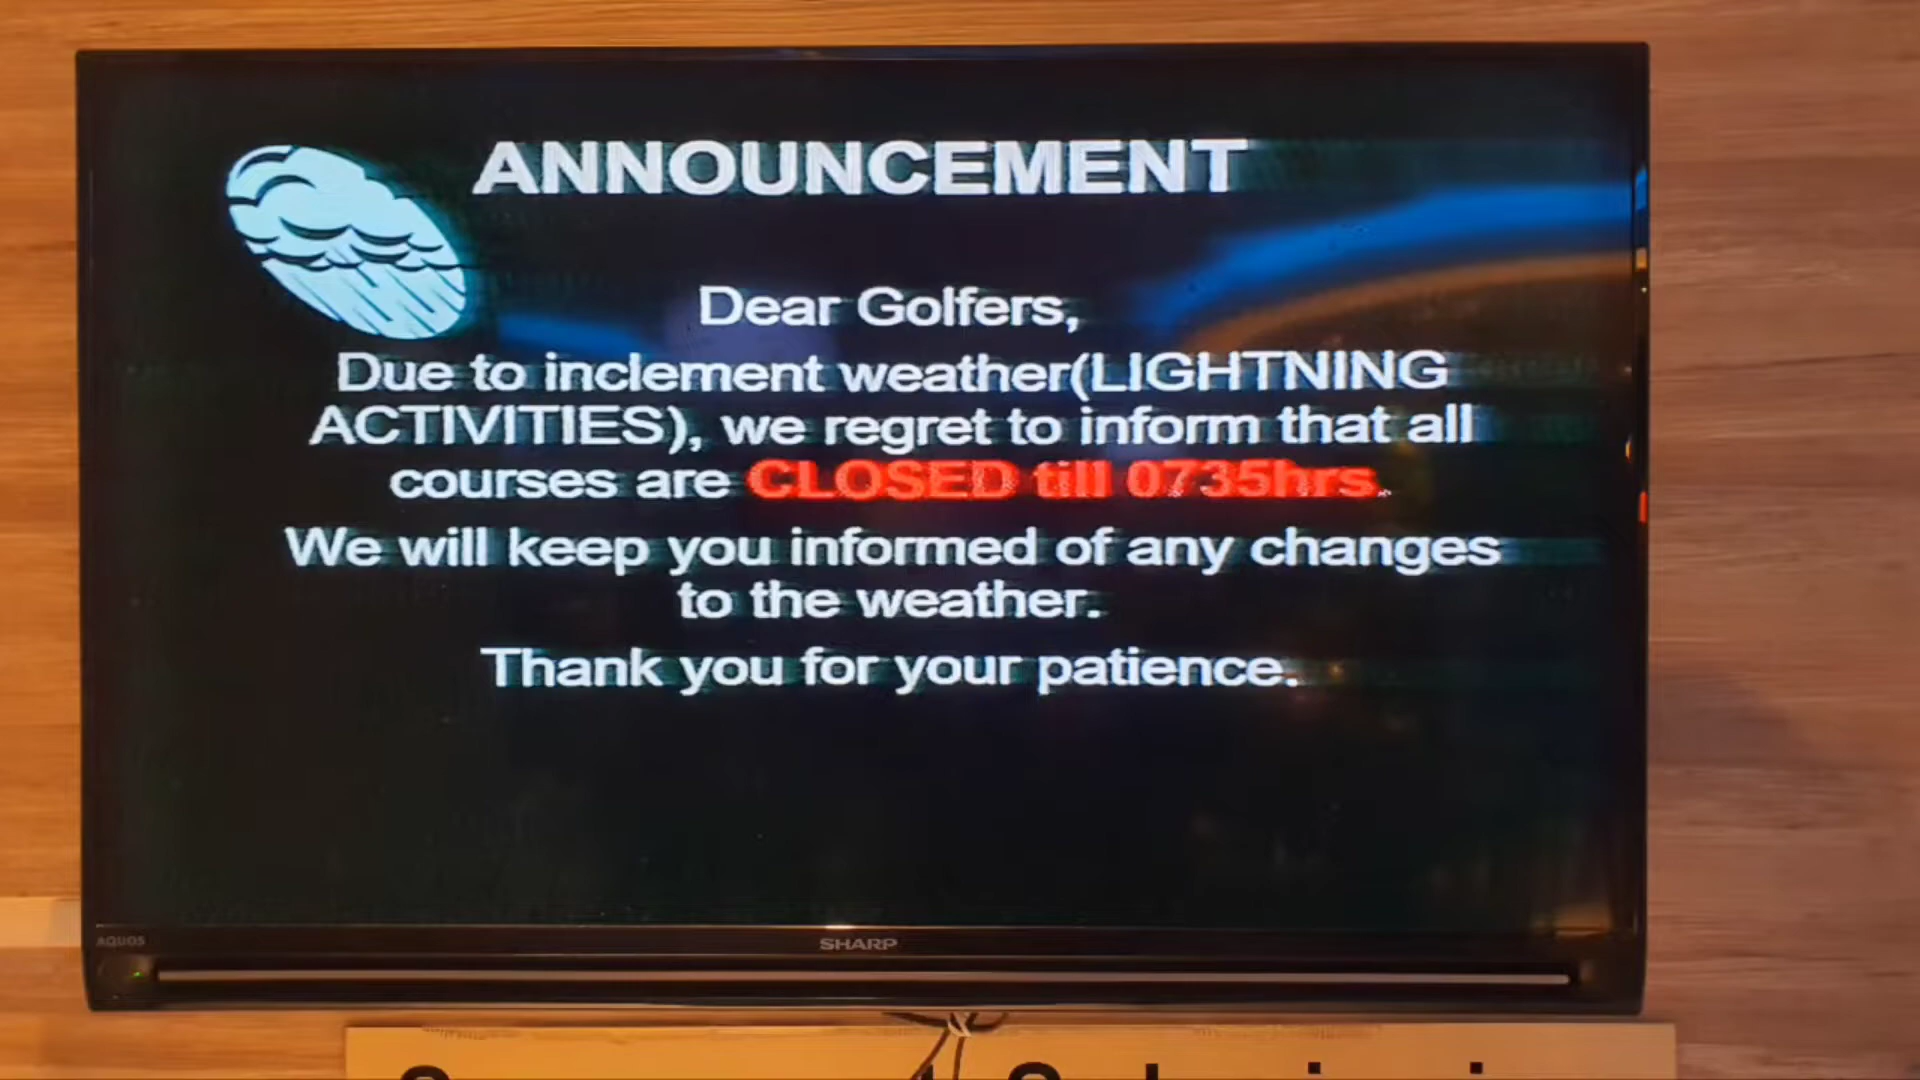 ANNOUNCEMENT
Dear Golfers,
Due to inclement weather(LIGHTNING
ACTIVITIES), we regret to inform that all
courses are CLOSED till 0735hrs.
We will keep you informed of any changes
to the weather.
Thank you for your patience.
AQUOS
SHARP